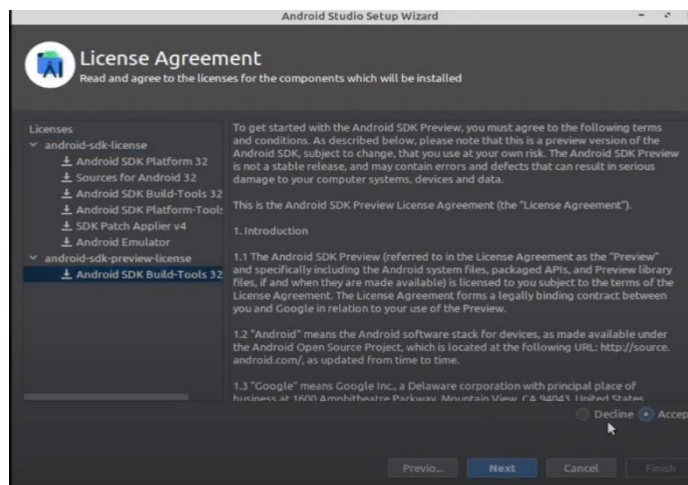 Android Studio Setup Wizard
License Agreement
Read and agree to the licenses for the components which will be installed
Licenses
android-sdk-license
Android SDK Platform 32
Sources for Android 32
Android SDK Build-Tools 32
Android SDK Platform-Tools
SDK Patch Applier v4
Android Emulator
android-sdk-preview-license
Android SDK Build-Tools 32
To get started with the Android SDK Preview, you must agree to the following terms
and conditions. As described below, please note that this is a preview version of the
Android SDK, subject to change, that you use at your own risk. The Android SDK Preview
is not a stable release, and may contain errors and defects that can result in serious
damage to your computer systems, devices and data.
This is the Android SDK Preview License Agreement (the "License Agreement").
1. Introduction
1.1 The Android SDK Preview (referred to in the License Agreement as the "Preview"
and specifically including the Android system files, packaged APIs, and Preview library
files, if and when they are made available) is licensed to you subject to the terms of the
License Agreement. The License Agreement forms a legally binding contract between
you and Google in relation to your use of the Preview.
1.2 "Android" means the Android software stack for devices, as made available under
the Android Open Source Project, which is located at the following URL: http://source.
android.com/, as updated from time to time.
1.3 "Google" means Google Inc., a Delaware corporation with principal place of
business at 1600 Amphitheatre Parkway, Mountain View, CA 94043, United States
Decline Accep
Previo... Next Cancel Finish